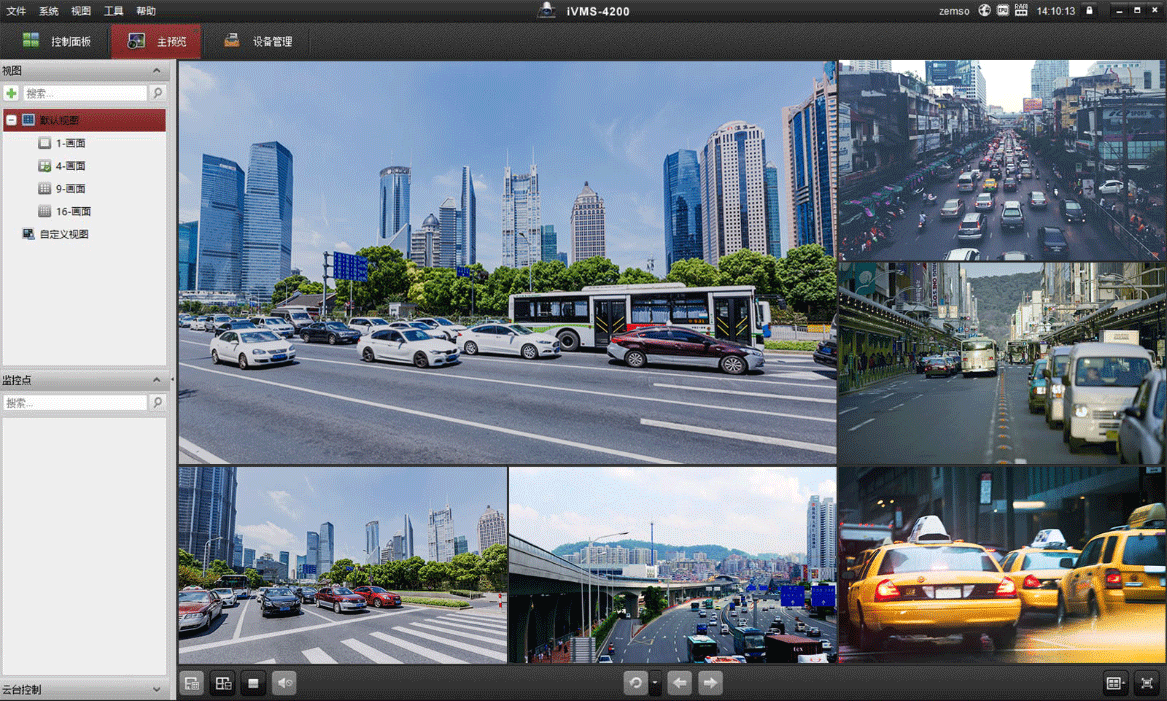 文件 系统 视图 工具 帮助 iVMS-4200 zemso CPU RAM 14:10:13
控制面板 主预览 设备管理
视图
搜索...
默认视图
1-画面
4-画面
9-画面
16-画面
自定义视图
监控点
搜索...
云台控制